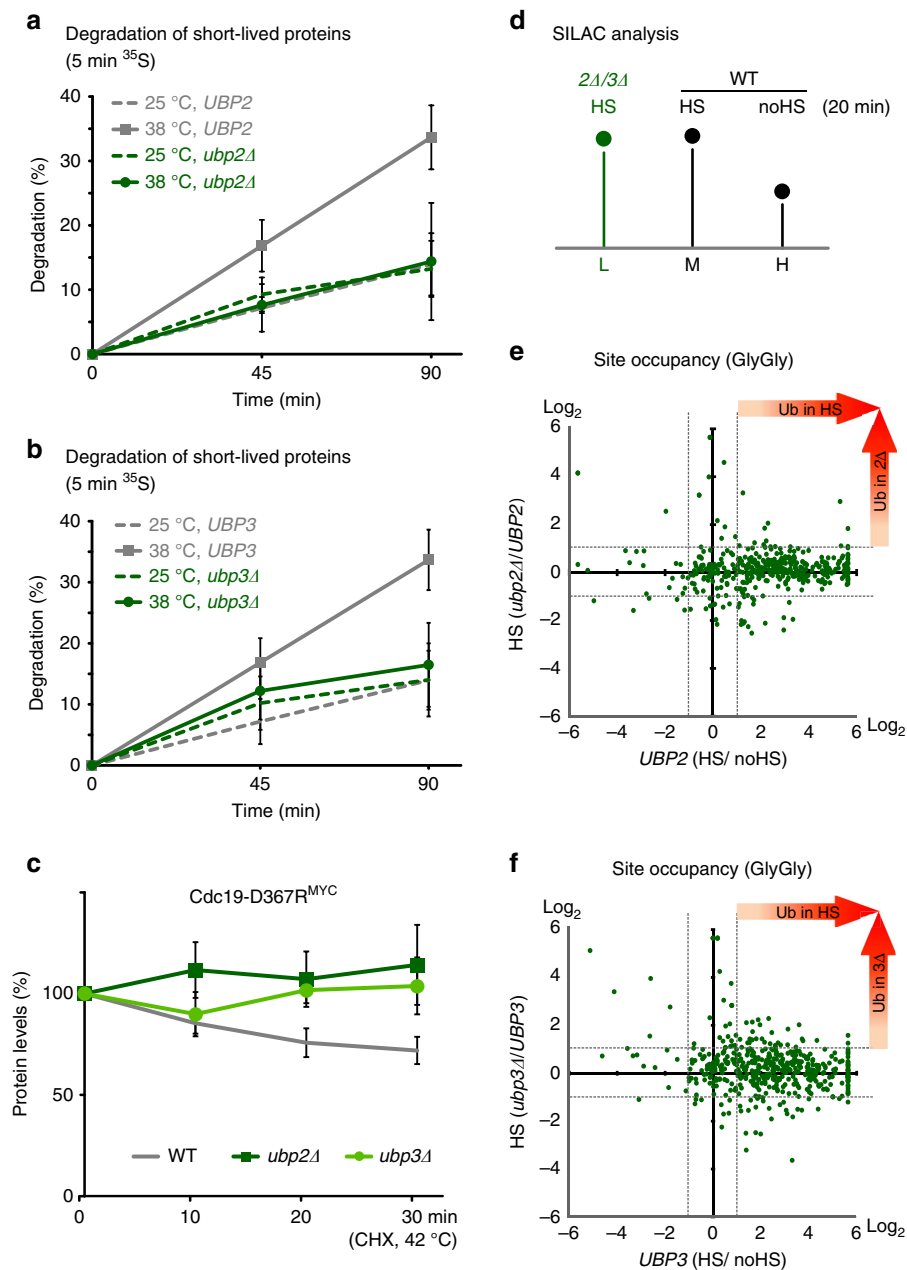 a
Degradation of short-lived proteins
(5 min ³⁵S)
40
30
20
10
0
Degradation (%)
25 °C, UBP2
38 °C, UBP2
25 °C, ubp2Δ
38 °C, ubp2Δ
0 45 90
Time (min)
b
Degradation of short-lived proteins
(5 min ³⁵S)
40
30
20
10
0
Degradation (%)
25 °C, UBP3
38 °C, UBP3
25 °C, ubp3Δ
38 °C, ubp3Δ
0 45 90
Time (min)
c
Cdc19-D367Rᴹʸᶜ
100
50
0
Protein levels (%)
WT ubp2Δ ubp3Δ
0 10 20 30 min
(CHX, 42 °C)
d
SILAC analysis
2Δ/3Δ WT
HS HS noHS (20 min)
L M H
e
Site occupancy (GlyGly)
Log₂
Ub in HS
Ub in 2Δ
6
4
2
0
–2
–4
–6
HS (ubp2Δ/UBP2)
–6 –4 –2 0 2 4 6 Log₂
UBP2 (HS/ noHS)
f
Site occupancy (GlyGly)
Log₂
Ub in HS
Ub in 3Δ
6
4
2
0
–2
–4
–6
HS (ubp3Δ/UBP3)
–6 –4 –2 0 2 4 6 Log₂
UBP3 (HS/ noHS)